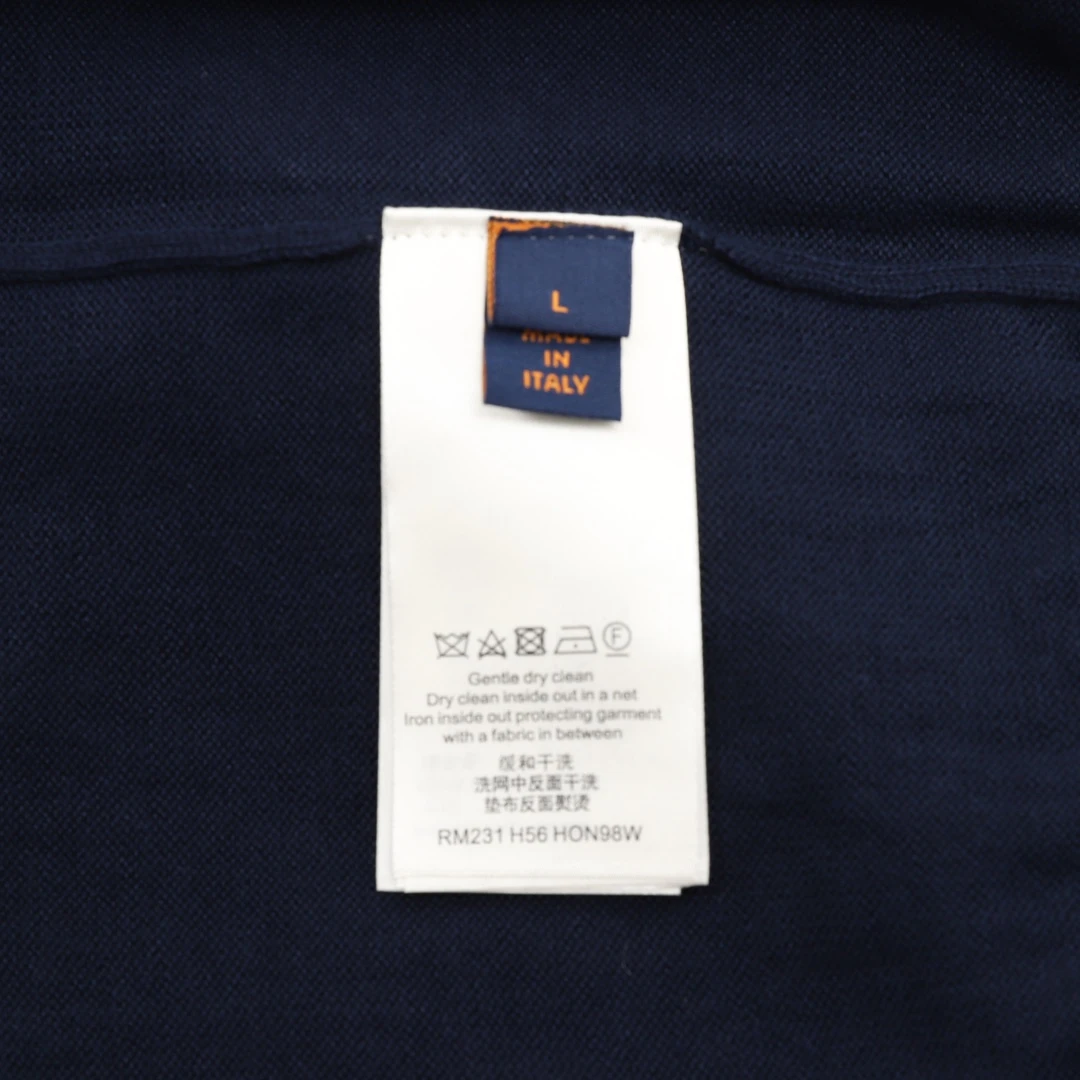 L
MADE
IN
ITALY
F
Gentle dry clean
Dry clean inside out in a net
Iron inside out protecting garment
with a fabric in between
缓和干洗
洗网中反面干洗
垫布反面熨烫
RM231 H56 HON98W